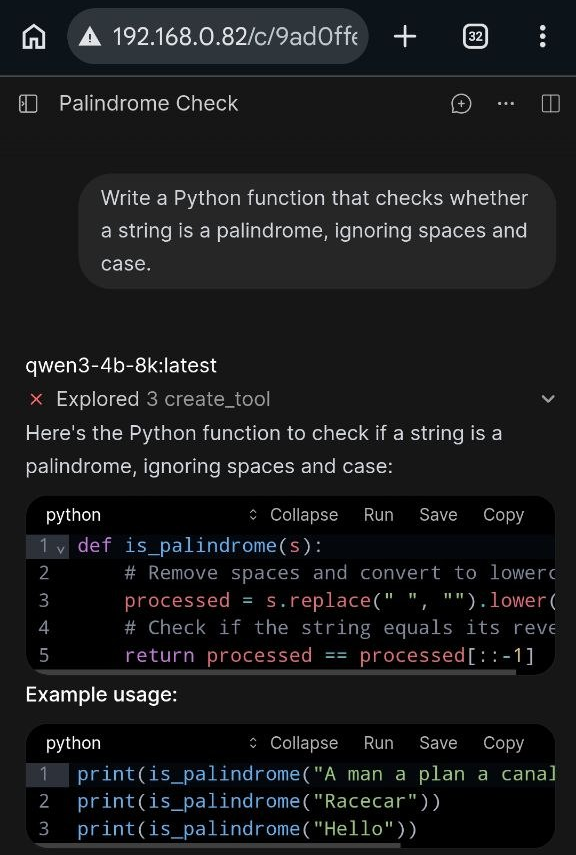 192.168.0.82/c/9ad0ffe
32
Palindrome Check
Write a Python function that checks whether
a string is a palindrome, ignoring spaces and
case.
qwen3-4b-8k:latest
Explored 3 create_tool
Here's the Python function to check if a string is a
palindrome, ignoring spaces and case:
python Collapse Run Save Copy
1 def is_palindrome(s):
2 # Remove spaces and convert to lowerc
3 processed = s.replace(" ", "").lower(
4 # Check if the string equals its reve
5 return processed == processed[::-1]
Example usage:
python Collapse Run Save Copy
1 print(is_palindrome("A man a plan a canal
2 print(is_palindrome("Racecar"))
3 print(is_palindrome("Hello"))